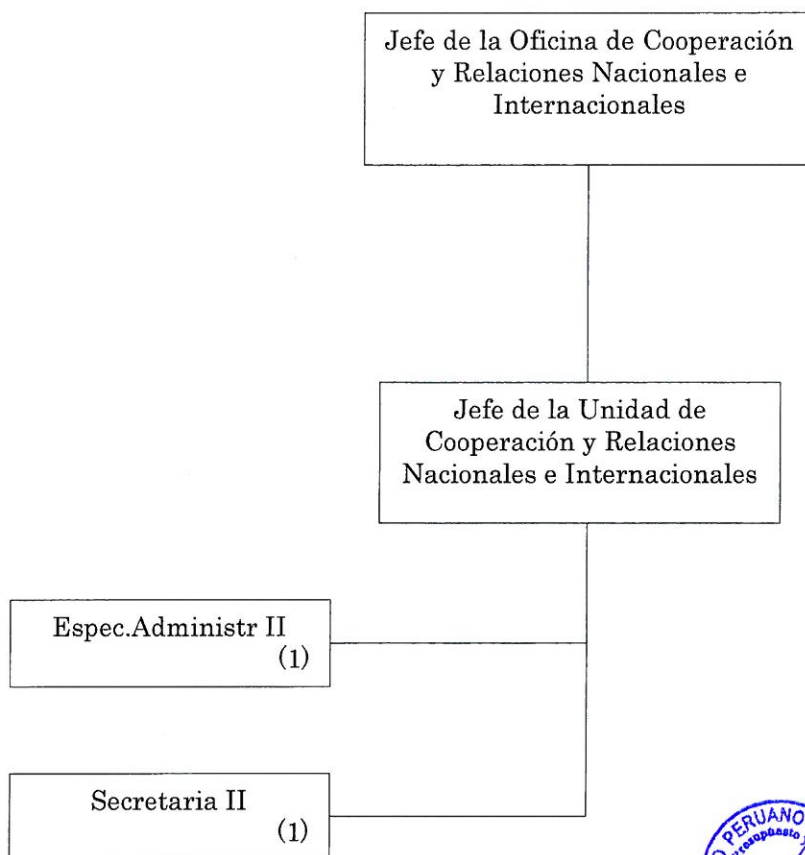 Jefe de la Oficina de Cooperación
y Relaciones Nacionales e
Internacionales
Jefe de la Unidad de
Cooperación y Relaciones
Nacionales e Internacionales
Espec.Administr II
(1)
Secretaria II
(1)
PERUANO